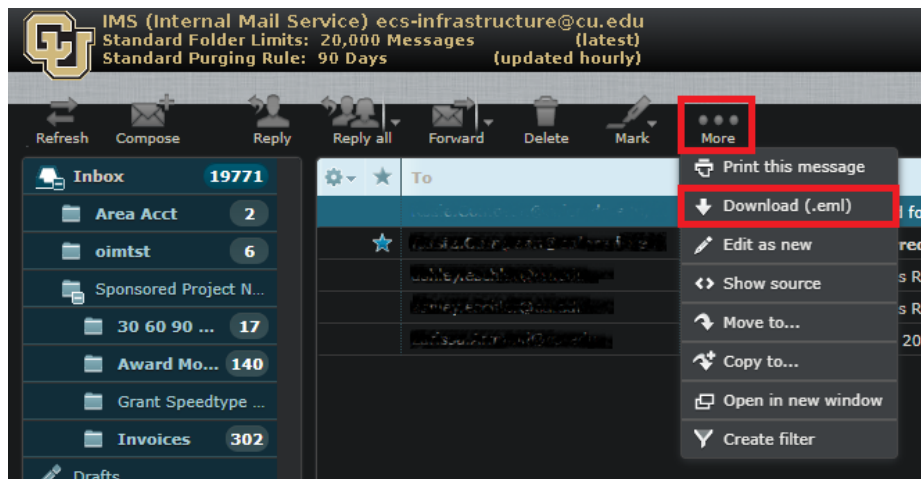 IMS (Internal Mail Service) ecs-infrastructure@cu.edu
Standard Folder Limits: 20,000 Messages (latest)
Standard Purging Rule: 90 Days (updated hourly)
Refresh Compose Reply Reply all Forward Delete Mark More
Inbox 19771
Area Acct 2
oimtst 6
Sponsored Project N...
30 60 90 ... 17
Award Mo... 140
Grant Speedtype ...
Invoices 302
Drafts
To
Print this message
Download (.eml)
Edit as new
Show source
Move to...
Copy to...
Open in new window
Create filter